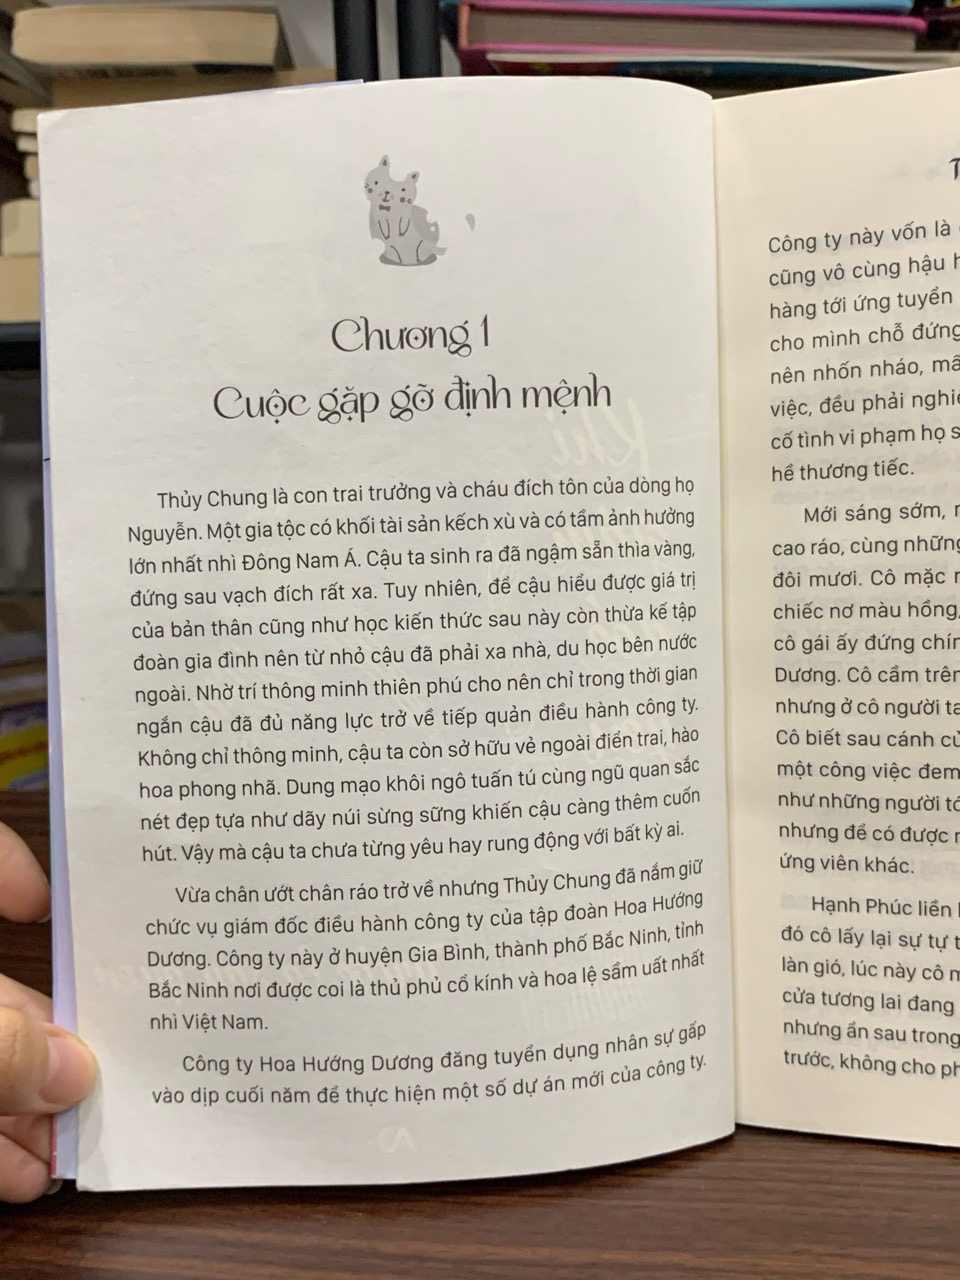 Chương 1
Cuộc gặp gỡ định mệnh
Thủy Chung là con trai trưởng và cháu đích tôn của dòng họ
Nguyễn. Một gia tộc có khối tài sản kếch xù và có tầm ảnh hưởng
lớn nhất nhì Đông Nam Á. Cậu ta sinh ra đã ngậm sẵn thìa vàng,
đứng sau vạch đích rất xa. Tuy nhiên, để cậu hiểu được giá trị
của bản thân cũng như học kiến thức sau này còn thừa kế tập
đoàn gia đình nên từ nhỏ cậu đã phải xa nhà, du học bên nước
ngoài. Nhờ trí thông minh thiên phú cho nên chỉ trong thời gian
ngắn cậu đã đủ năng lực trở về tiếp quản điều hành công ty.
Không chỉ thông minh, cậu ta còn sở hữu vẻ ngoài điển trai, hào
hoa phong nhã. Dung mạo khôi ngô tuấn tú cùng ngũ quan sắc
nét đẹp tựa như dãy núi sừng sững khiến cậu càng thêm cuốn
hút. Vậy mà cậu ta chưa từng yêu hay rung động với bất kỳ ai.
Vừa chân ướt chân ráo trở về nhưng Thủy Chung đã nắm giữ
chức vụ giám đốc điều hành công ty của tập đoàn Hoa Hướng
Dương. Công ty này ở huyện Gia Bình, thành phố Bắc Ninh, tỉnh
Bắc Ninh nơi được coi là thủ phủ cổ kính và hoa lệ sầm uất nhất
nhì Việt Nam.
Công ty Hoa Hướng Dương đăng tuyển dụng nhân sự gấp
vào dịp cuối năm để thực hiện một số dự án mới của công ty.
Công ty này vốn là
cũng vô cùng hậu
hàng tới ứng tuyển
cho mình chỗ đứng
nên nhốn nháo,
việc, đều phải
cố tình vi phạm họ
hề thương tiếc.
Mới sáng sớm,
cao ráo, cùng những
đôi mươi. Cô mặc
chiếc nơ màu hồng,
cô gái ấy đứng
Dương. Cô cầm trên
nhưng ở cô người
Cô biết sau cánh
một công việc đem
như những người
nhưng để có được
ứng viên khác.
Hạnh Phúc liền
đó cô lấy lại sự tự
làn gió, lúc này cô
cửa tương lai đang
nhưng ẩn sau trong
trước, không cho